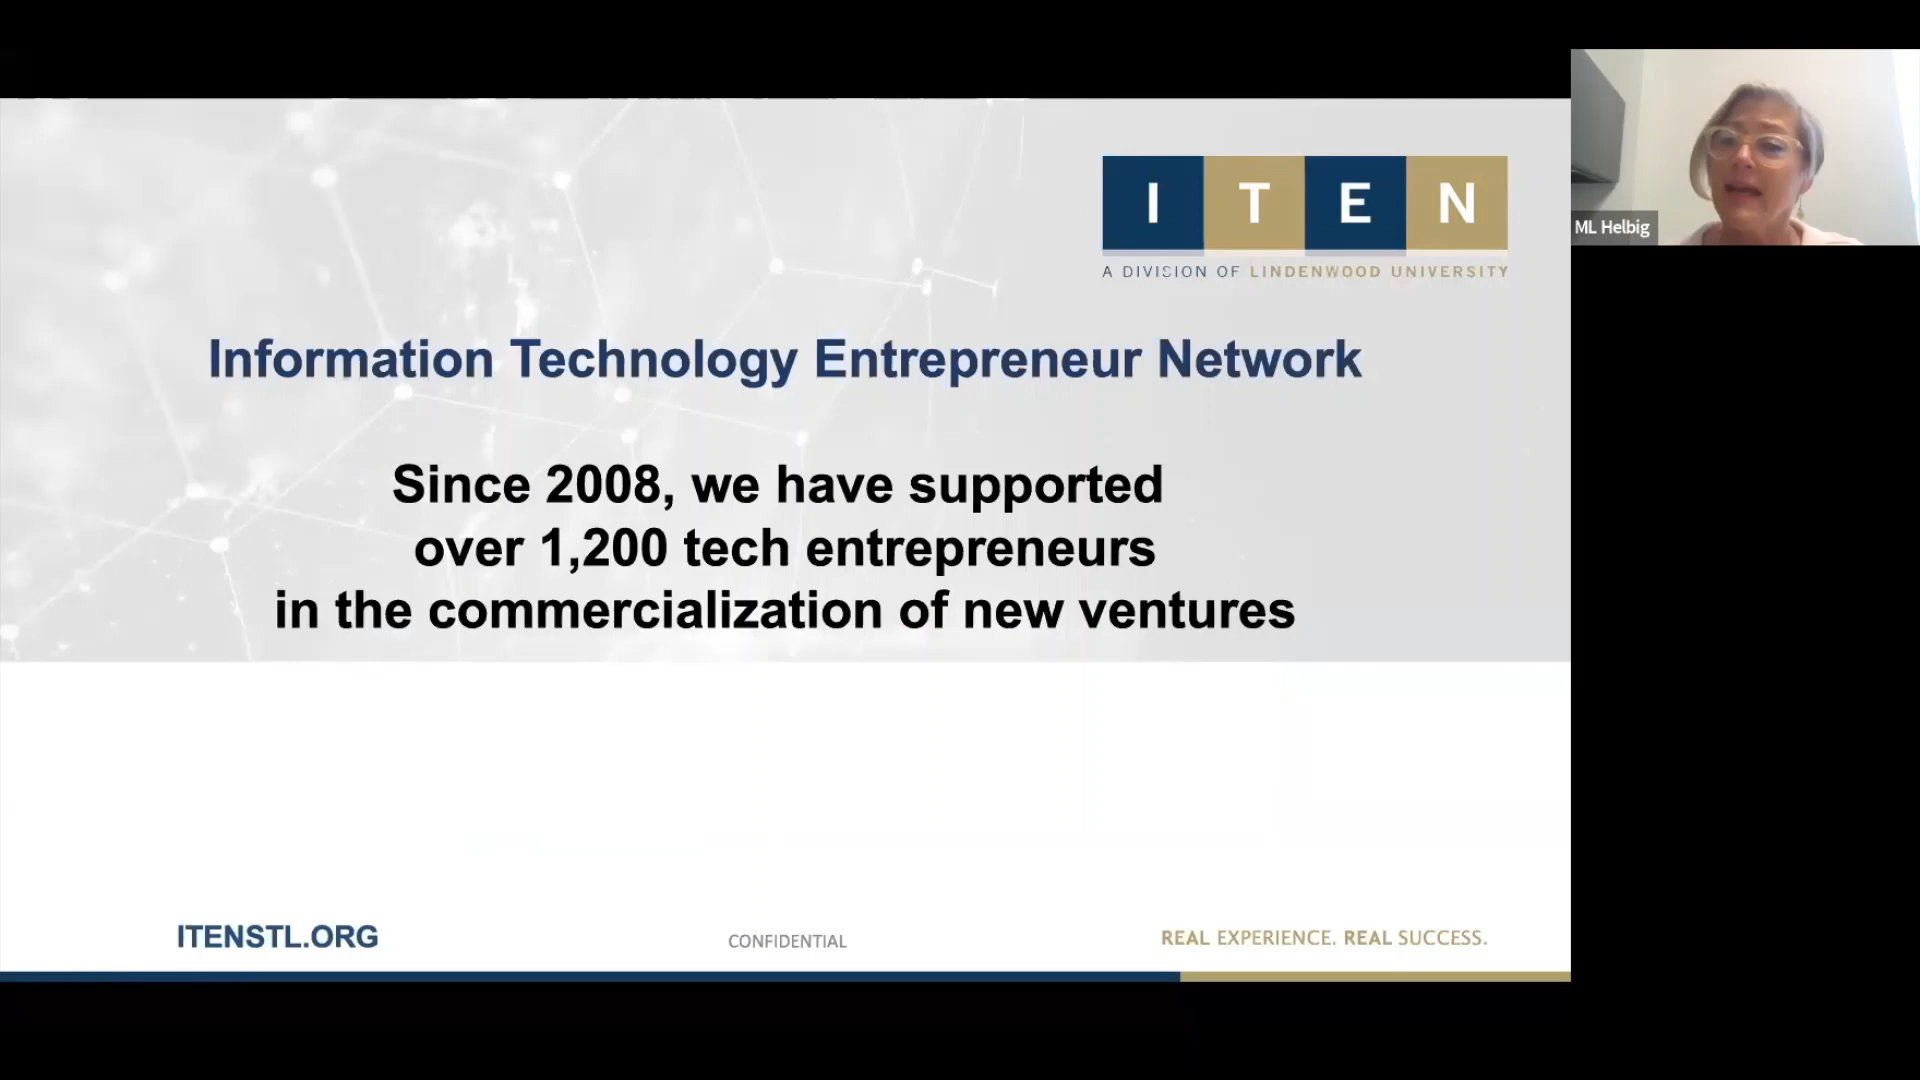 I T E N
A DIVISION OF LINDENWOOD UNIVERSITY
ML Helbig
Information Technology Entrepreneur Network
Since 2008, we have supported
over 1,200 tech entrepreneurs
in the commercialization of new ventures
ITENSTL.ORG
CONFIDENTIAL
REAL EXPERIENCE. REAL SUCCESS.